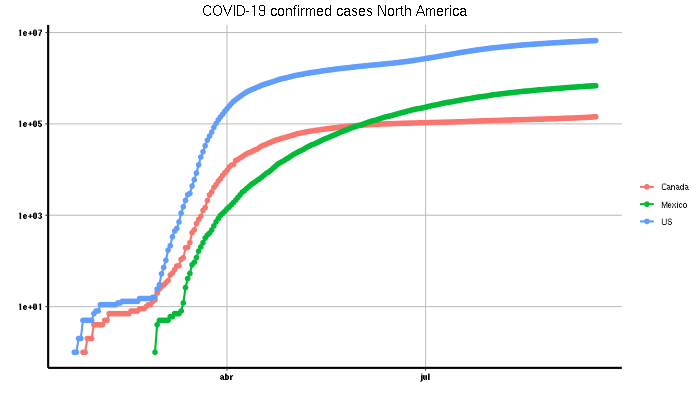 COVID-19 confirmed cases North America
1e+07
1e+05
1e+03
1e+01
abr
jul
Canada
Mexico
US